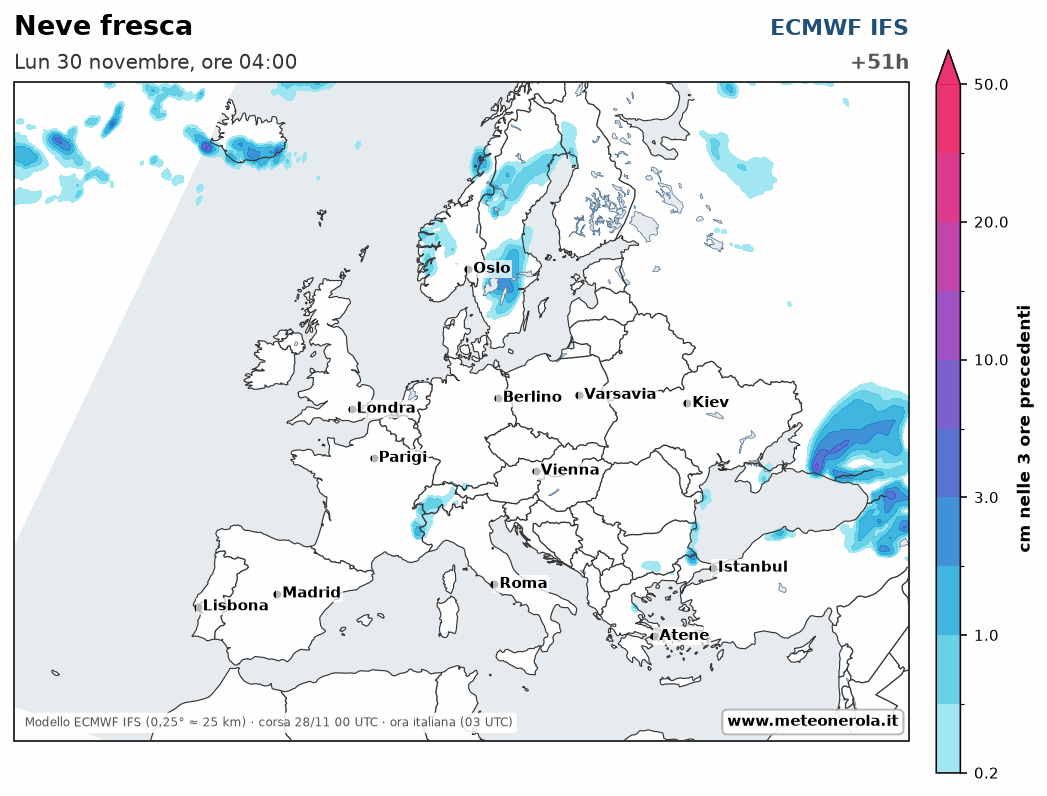 Neve fresca
ECMWF IFS
Lun 30 novembre, ore 04:00
+51h
50.0
20.0
10.0
3.0
1.0
0.2
cm nelle 3 ore precedenti
Oslo
Berlino
Varsavia
Kiev
Londra
Parigi
Vienna
Istanbul
Roma
Madrid
Lisbona
Atene
Modello ECMWF IFS (0,25° ≈ 25 km) · corsa 28/11 00 UTC · ora italiana (03 UTC)
www.meteonerola.it